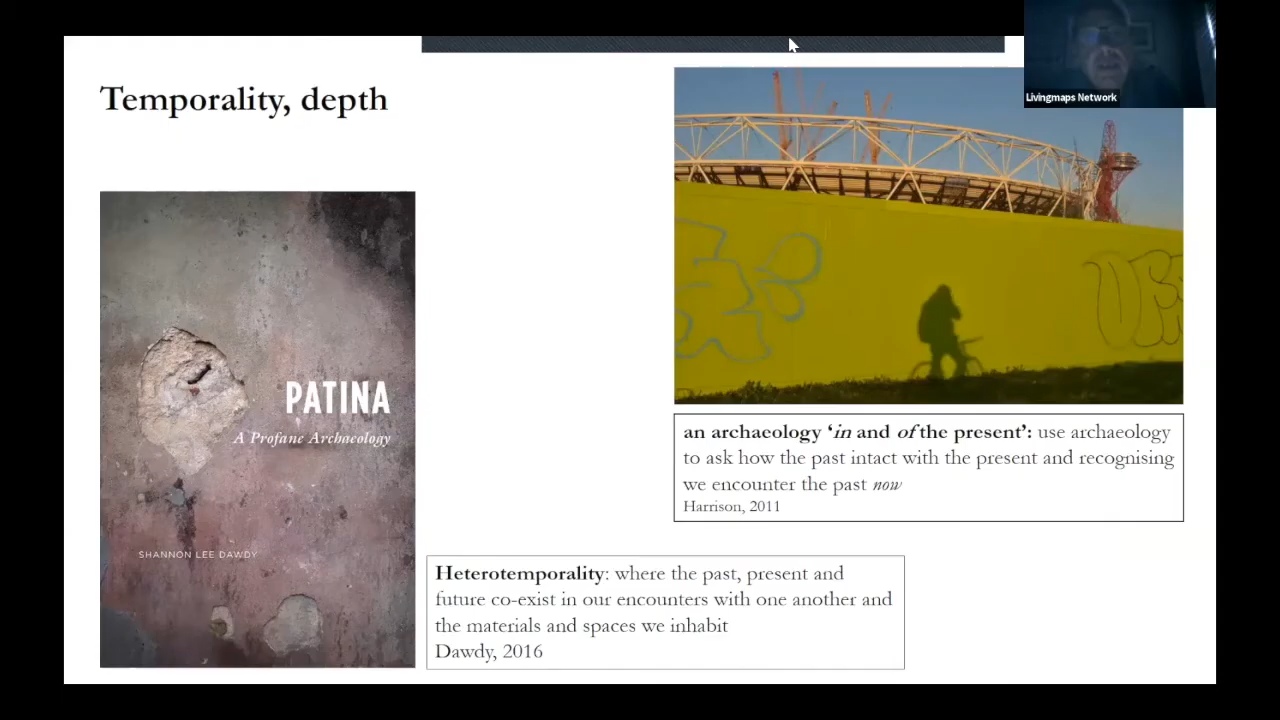 Temporality, depth
Livingmaps Network
PATINA
A Profane Archaeology
SHANNON LEE DAWDY
an archaeology ‘in and of the present’: use archaeology
to ask how the past intact with the present and recognising
we encounter the past now
Harrison, 2011
Heterotemporality: where the past, present and
future co-exist in our encounters with one another and
the materials and spaces we inhabit
Dawdy, 2016